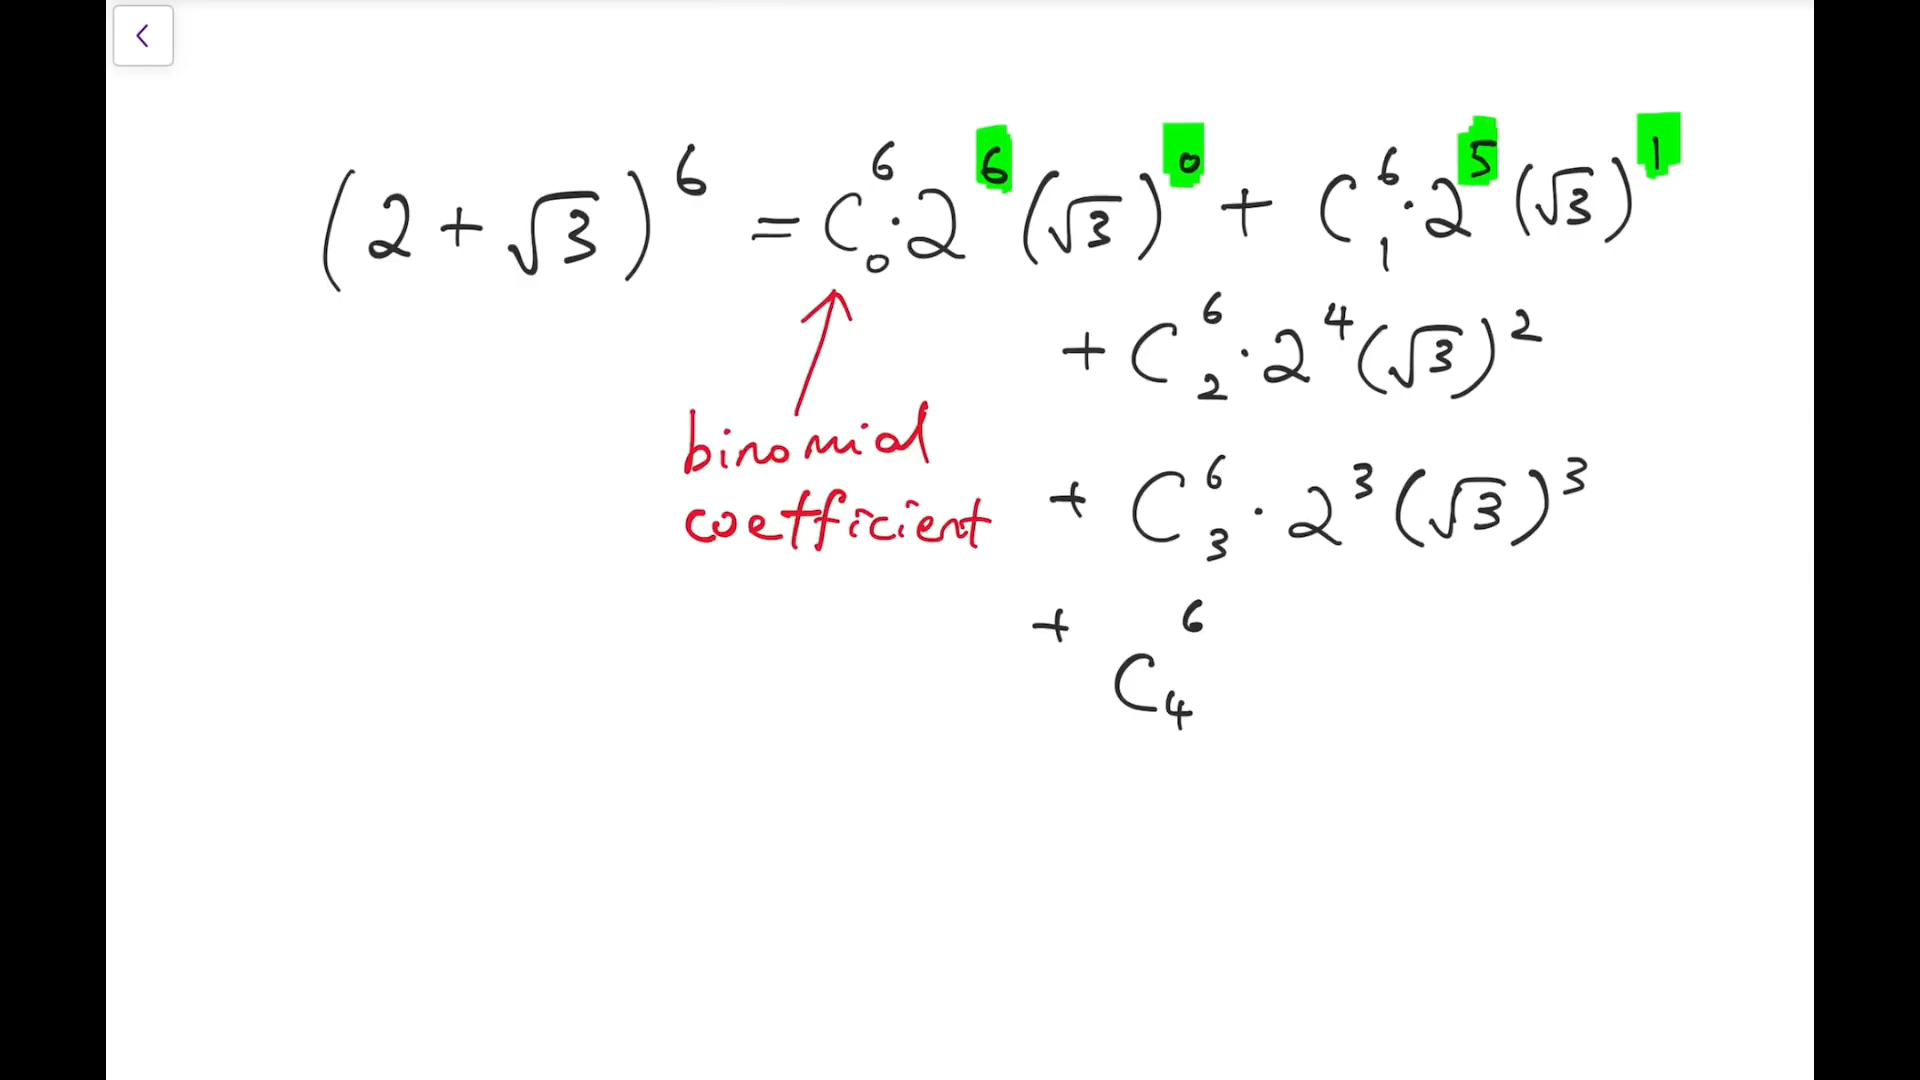 (2+√3)⁶ = C⁶₀·2⁶(√3)⁰ + C⁶₁·2⁵(√3)¹
+ C⁶₂·2⁴(√3)²
+ C⁶₃·2³(√3)³
+ C⁶₄
binomial
coefficient